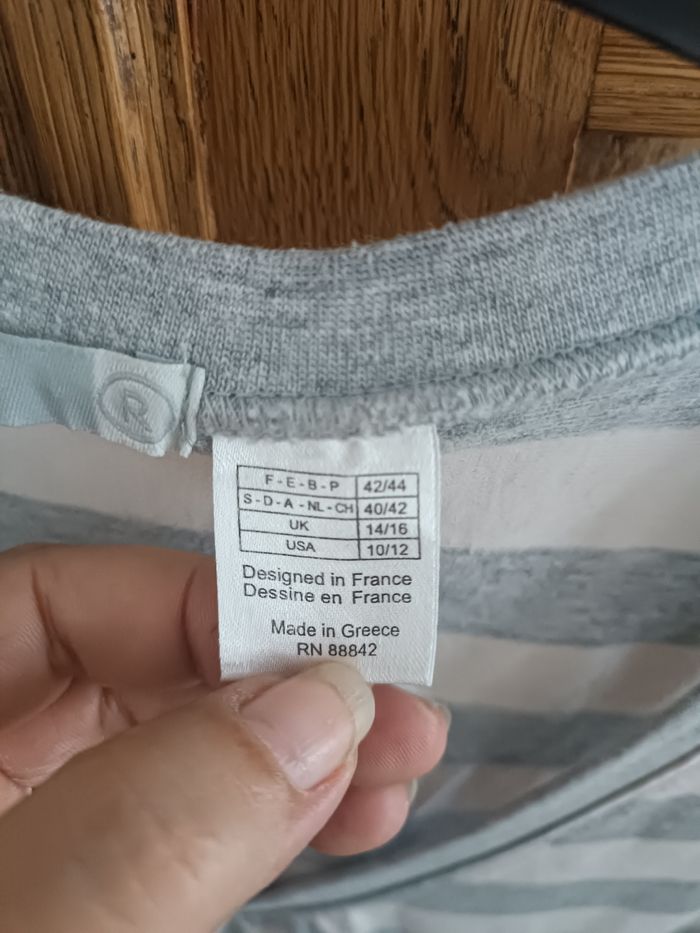 R
F - E - B - P 42/44
S - D - A - NL - CH 40/42
UK 14/16
USA 10/12
Designed in France
Dessine en France
Made in Greece
RN 88842